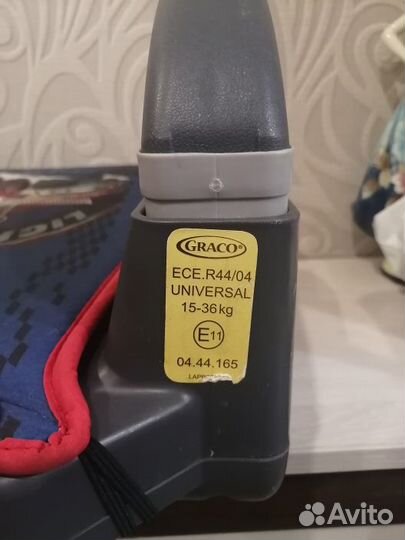 GRACO
ECE.R44/04
UNIVERSAL
15-36kg
E11
04.44.165
Avito